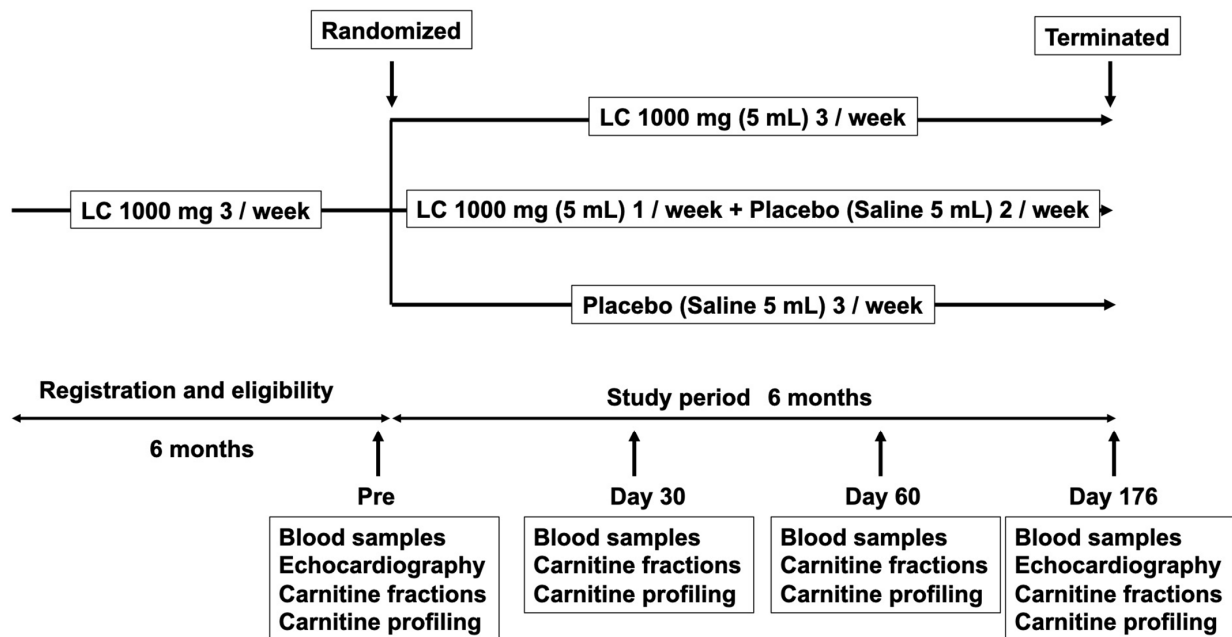 Randomized
Terminated
LC 1000 mg (5 mL) 3 / week
LC 1000 mg 3 / week
LC 1000 mg (5 mL) 1 / week + Placebo (Saline 5 mL) 2 / week
Placebo (Saline 5 mL) 3 / week
Registration and eligibility
Study period 6 months
6 months
Pre
Day 30
Day 60
Day 176
Blood samples
Echocardiography
Carnitine fractions
Carnitine profiling
Blood samples
Carnitine fractions
Carnitine profiling
Blood samples
Carnitine fractions
Carnitine profiling
Blood samples
Echocardiography
Carnitine fractions
Carnitine profiling